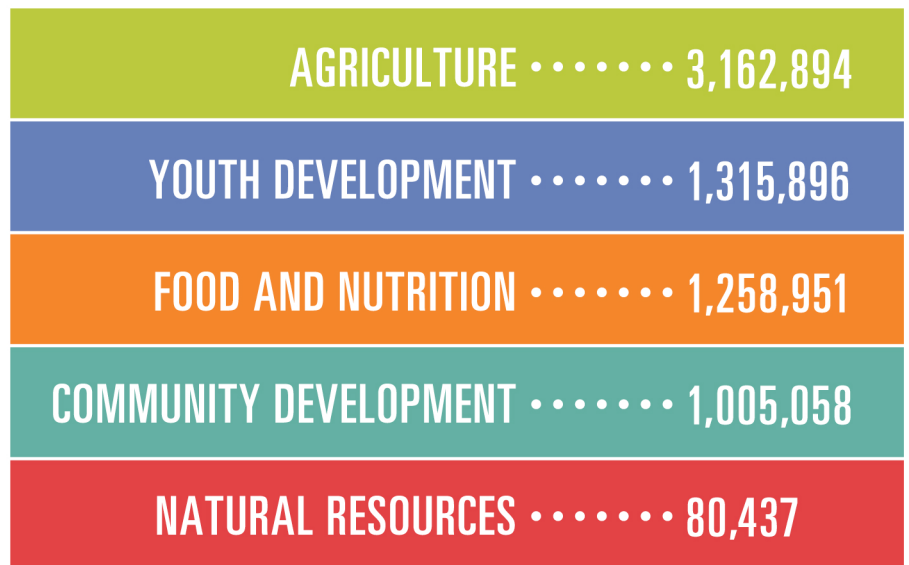 AGRICULTURE ······· 3,162,894
YOUTH DEVELOPMENT ······· 1,315,896
FOOD AND NUTRITION ······· 1,258,951
COMMUNITY DEVELOPMENT ······· 1,005,058
NATURAL RESOURCES ······· 80,437